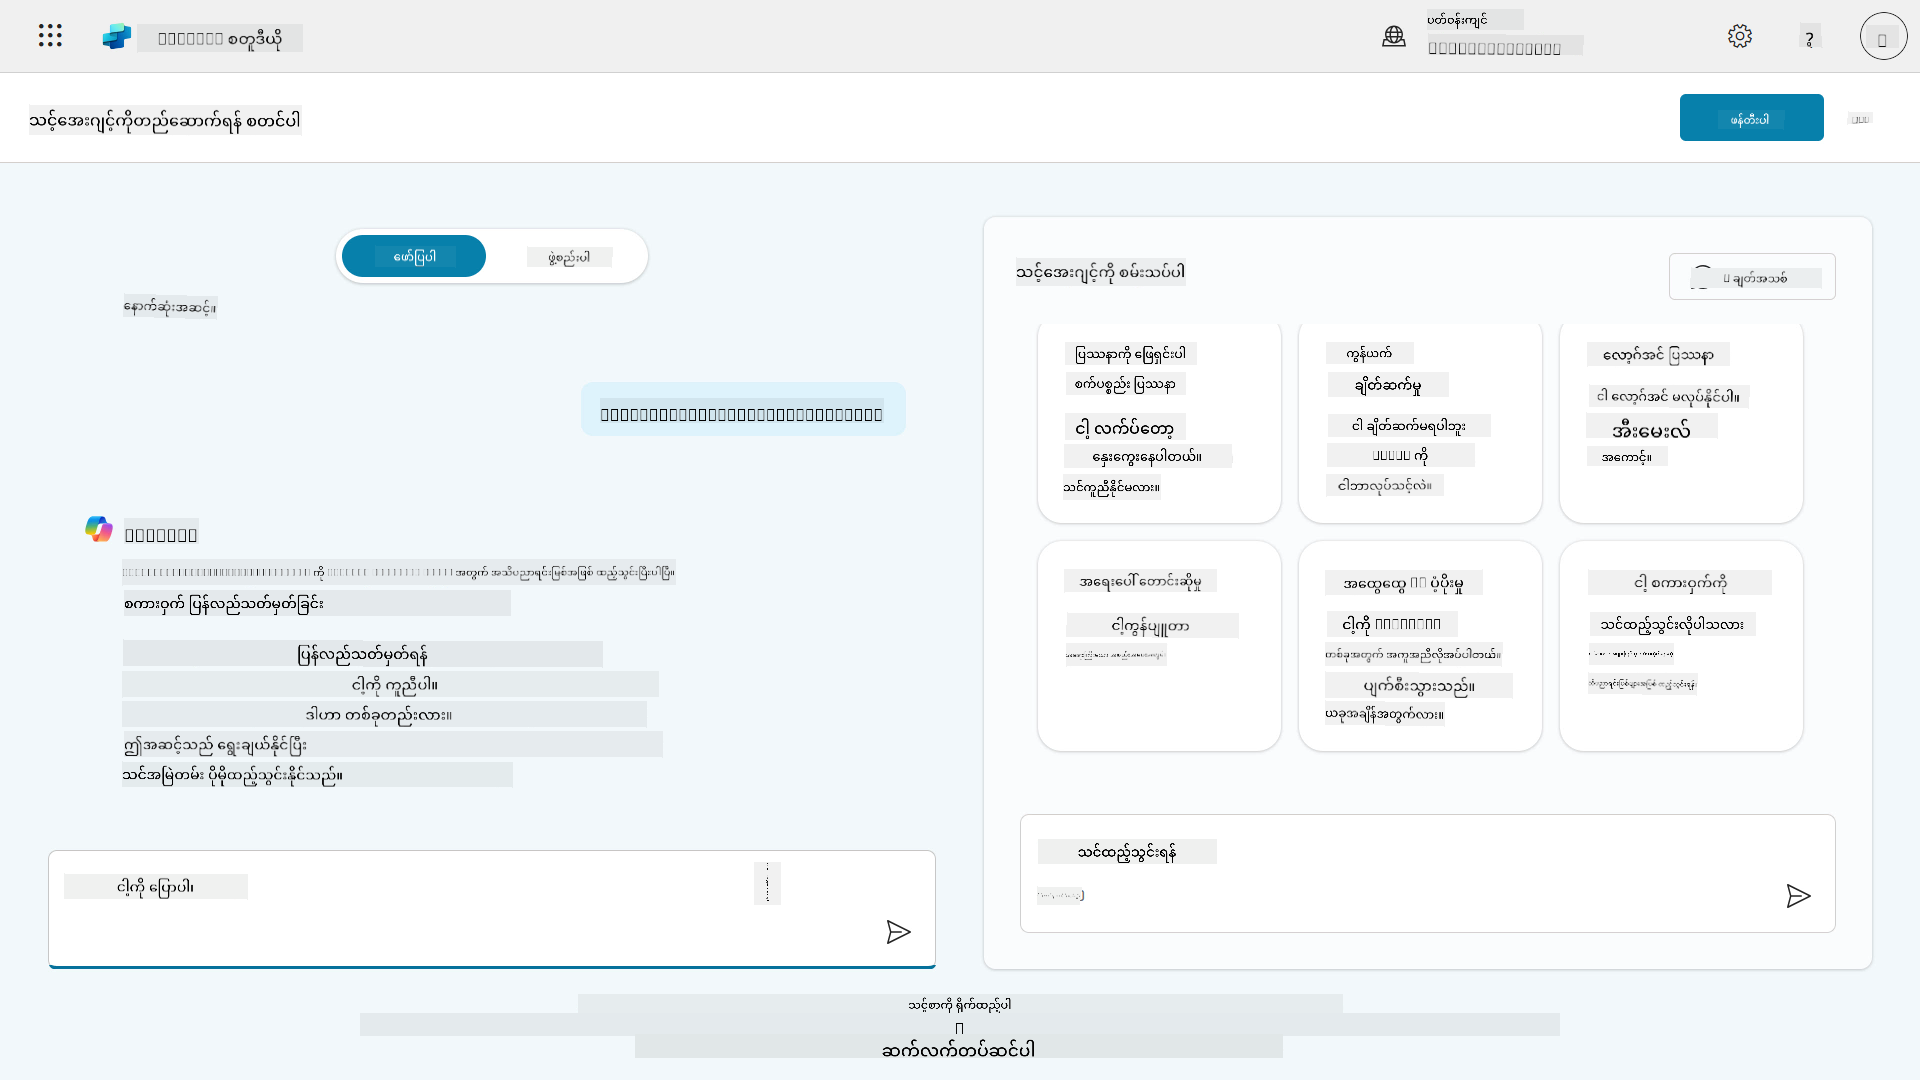 စတူဒီယို
ပတ်ဝန်းကျင်
?
သင့်အေးဂျင့်ကိုတည်ဆောက်ရန် စတင်ပါ
ဖန်တီးပါ
ဖော်ပြပါ
ဖွဲ့စည်းပါ
နောက်ဆုံးအဆင့်။
ကို အတွက် အသိပညာရင်းမြစ်အဖြစ် ထည့်သွင်းပြီးပါပြီ။
စကားဝှက် ပြန်လည်သတ်မှတ်ခြင်း
ပြန်လည်သတ်မှတ်ရန်
ငါ့ကို ကူညီပါ။
ဒါဟာ တစ်ခုတည်းလား။
ဤအဆင့်သည် ရွေးချယ်နိုင်ပြီး
သင်အမြဲတမ်း ပိုမိုထည့်သွင်းနိုင်သည်။
ငါ့ကို ပြောပါ၊
သင့်အေးဂျင့်ကို စမ်းသပ်ပါ
ချတ်အသစ်
ပြဿနာကို ဖြေရှင်းပါ
စက်ပစ္စည်း ပြဿနာ
ငါ့ လက်ပ်တော့
နှေးကွေးနေပါတယ်။
သင်ကူညီနိုင်မလား။
ကွန်ယက်
ချိတ်ဆက်မှု
ငါ ချိတ်ဆက်မရပါဘူး
ကို
ငါဘာလုပ်သင့်လဲ။
လော့ဂ်အင် ပြဿနာ
ငါ လော့ဂ်အင် မလုပ်နိုင်ပါ။
အီးမေးလ်
အကောင့်။
အရေးပေါ် တောင်းဆိုမှု
ငါ့ကွန်ပျူတာ
အထွေထွေ ပံ့ပိုးမှု
ငါ့ကို
တစ်ခုအတွက် အကူအညီလိုအပ်ပါတယ်။
ပျက်စီးသွားသည်။
ယခုအချိန်အတွက်လား။
ငါ့ စကားဝှက်ကို
သင်ထည့်သွင်းလိုပါသလား
သင်ထည့်သွင်းရန်
သင့်စာကို ရိုက်ထည့်ပါ
ဆက်လက်တပ်ဆင်ပါ